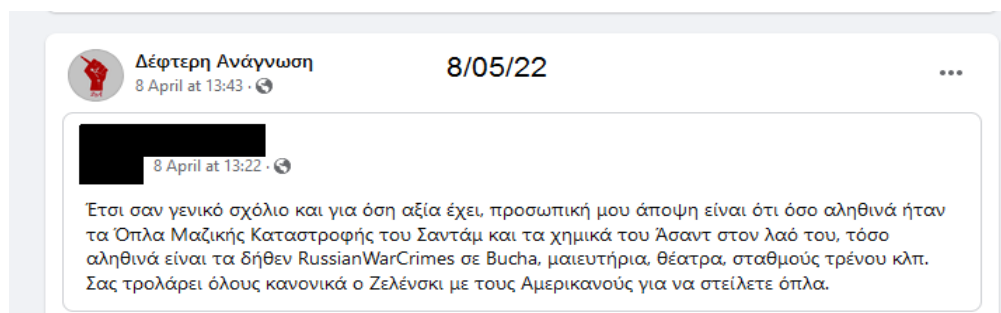 Δέφτερη Ανάγνωση
8/05/22
8 April at 13:43 ·
8 April at 13:22 ·
Έτσι σαν γενικό σχόλιο και για όση αξία έχει, προσωπική μου άποψη είναι ότι όσο αληθινά ήταν
τα Όπλα Μαζικής Καταστροφής του Σαντάμ και τα χημικά του Άσαντ στον λαό του, τόσο
αληθινά είναι τα δήθεν RussianWarCrimes σε Bucha, μαιευτήρια, θέατρα, σταθμούς τρένου κλπ.
Σας τρολάρει όλους κανονικά ο Ζελένσκι με τους Αμερικανούς για να στείλετε όπλα.